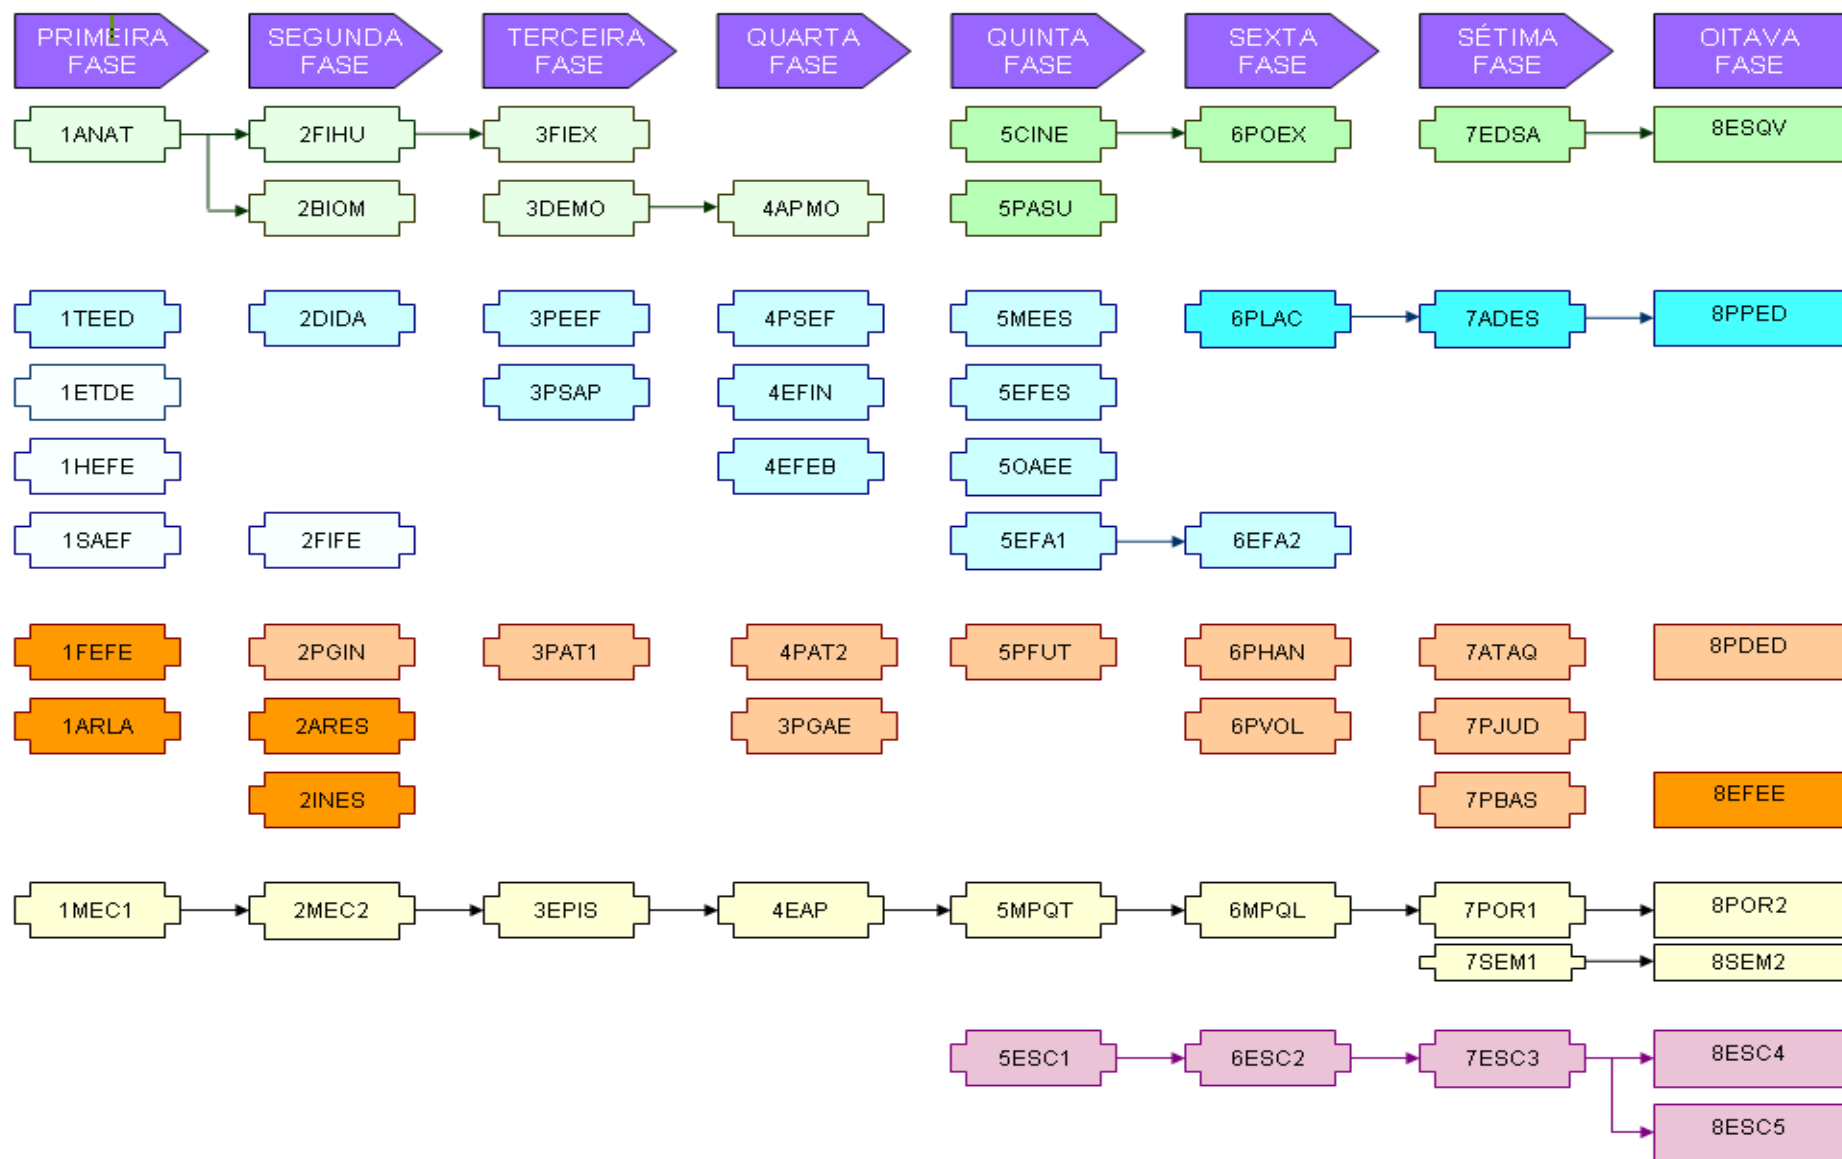 PRIMEIRA FASE
SEGUNDA FASE
TERCEIRA FASE
QUARTA FASE
QUINTA FASE
SEXTA FASE
SÉTIMA FASE
OITAVA FASE
1ANAT 2FIHU 3FIEX 5CINE 6POEX 7EDSA 8ESQV
2BIOM 3DEMO 4APMO 5PASU
1TEED 2DIDA 3PEEF 4PSEF 5MEES 6PLAC 7ADES 8PPED
1ETDE 3PSAP 4EFIN 5EFES
1HEFE 4EFEB 5OAEE
1SAEF 2FIFE 5EFA1 6EFA2
1FEFE 2PGIN 3PAT1 4PAT2 5PFUT 6PHAN 7ATAQ 8PDED
1ARLA 2ARES 3PGAE 6PVOL 7PJUD
2INES 7PBAS 8EFEE
1MEC1 2MEC2 3EPIS 4EAP 5MPQT 6MPQL 7POR1 8POR2
7SEM1 8SEM2
5ESC1 6ESC2 7ESC3 8ESC4
8ESC5